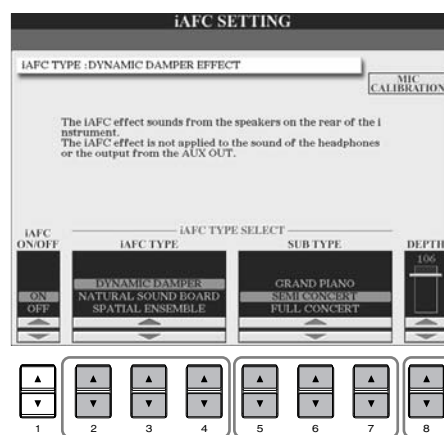 iAFC SETTING
iAFC TYPE :DYNAMIC DAMPER EFFECT
MIC
CALIBRATION
The iAFC effect sounds from the speakers on the rear of the i
nstrument.
The iAFC effect is not applied to the sound of the headphones
or the output from the AUX OUT.
iAFC TYPE SELECT
iAFC
ON/OFF
iAFC TYPE
SUB TYPE
DEPTH
106
DYNAMIC DAMPER
GRAND PIANO
ON
NATURAL SOUND BOARD
SEMI CONCERT
OFF
SPATIAL ENSEMBLE
FULL CONCERT
1 2 3 4 5 6 7 8